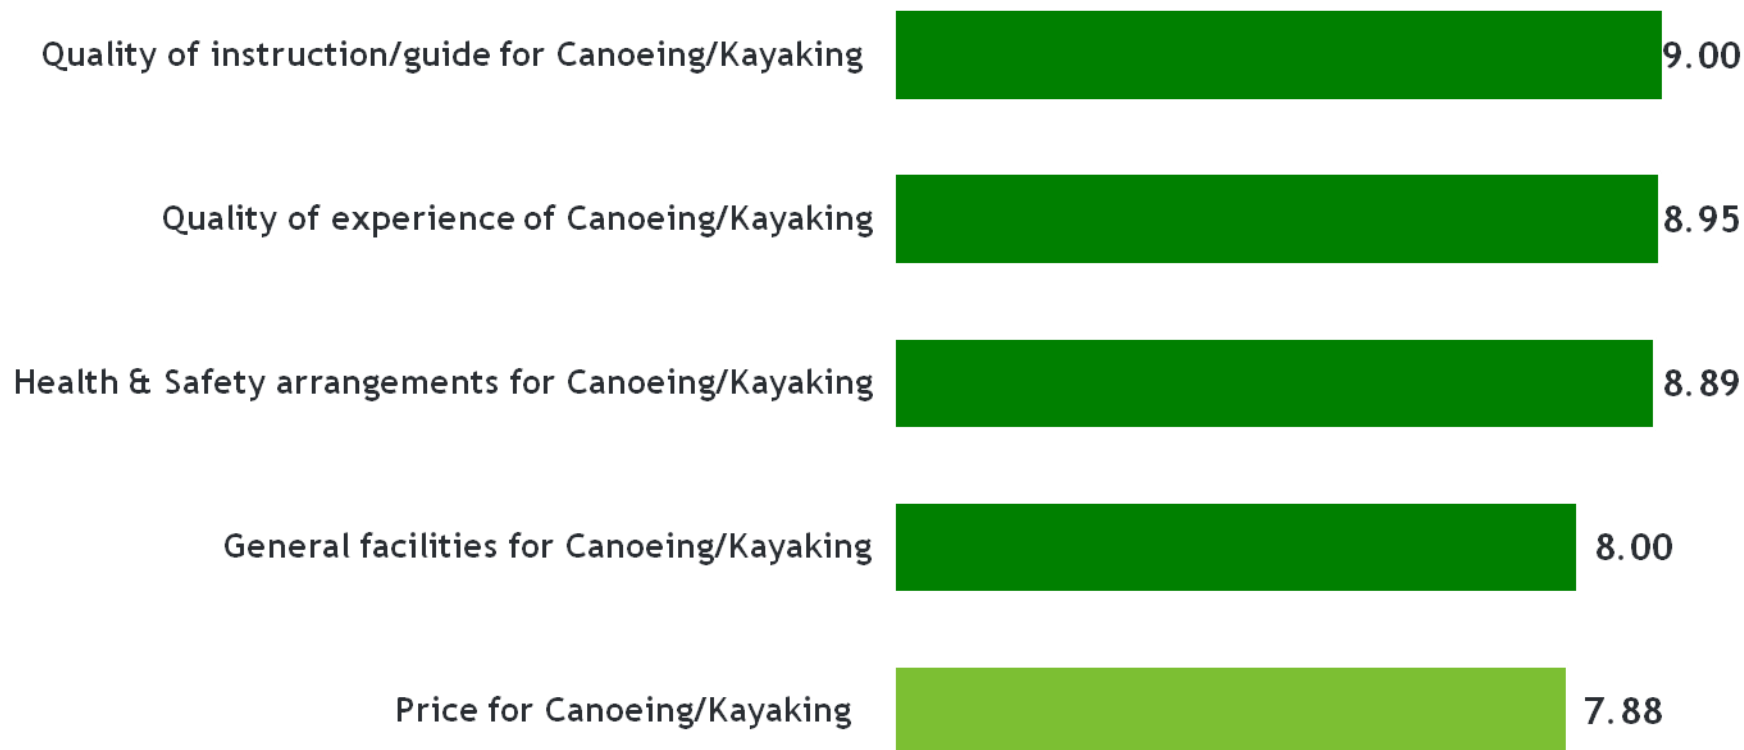 Quality of instruction/guide for Canoeing/Kayaking 9.00
Quality of experience of Canoeing/Kayaking 8.95
Health & Safety arrangements for Canoeing/Kayaking 8.89
General facilities for Canoeing/Kayaking 8.00
Price for Canoeing/Kayaking 7.88